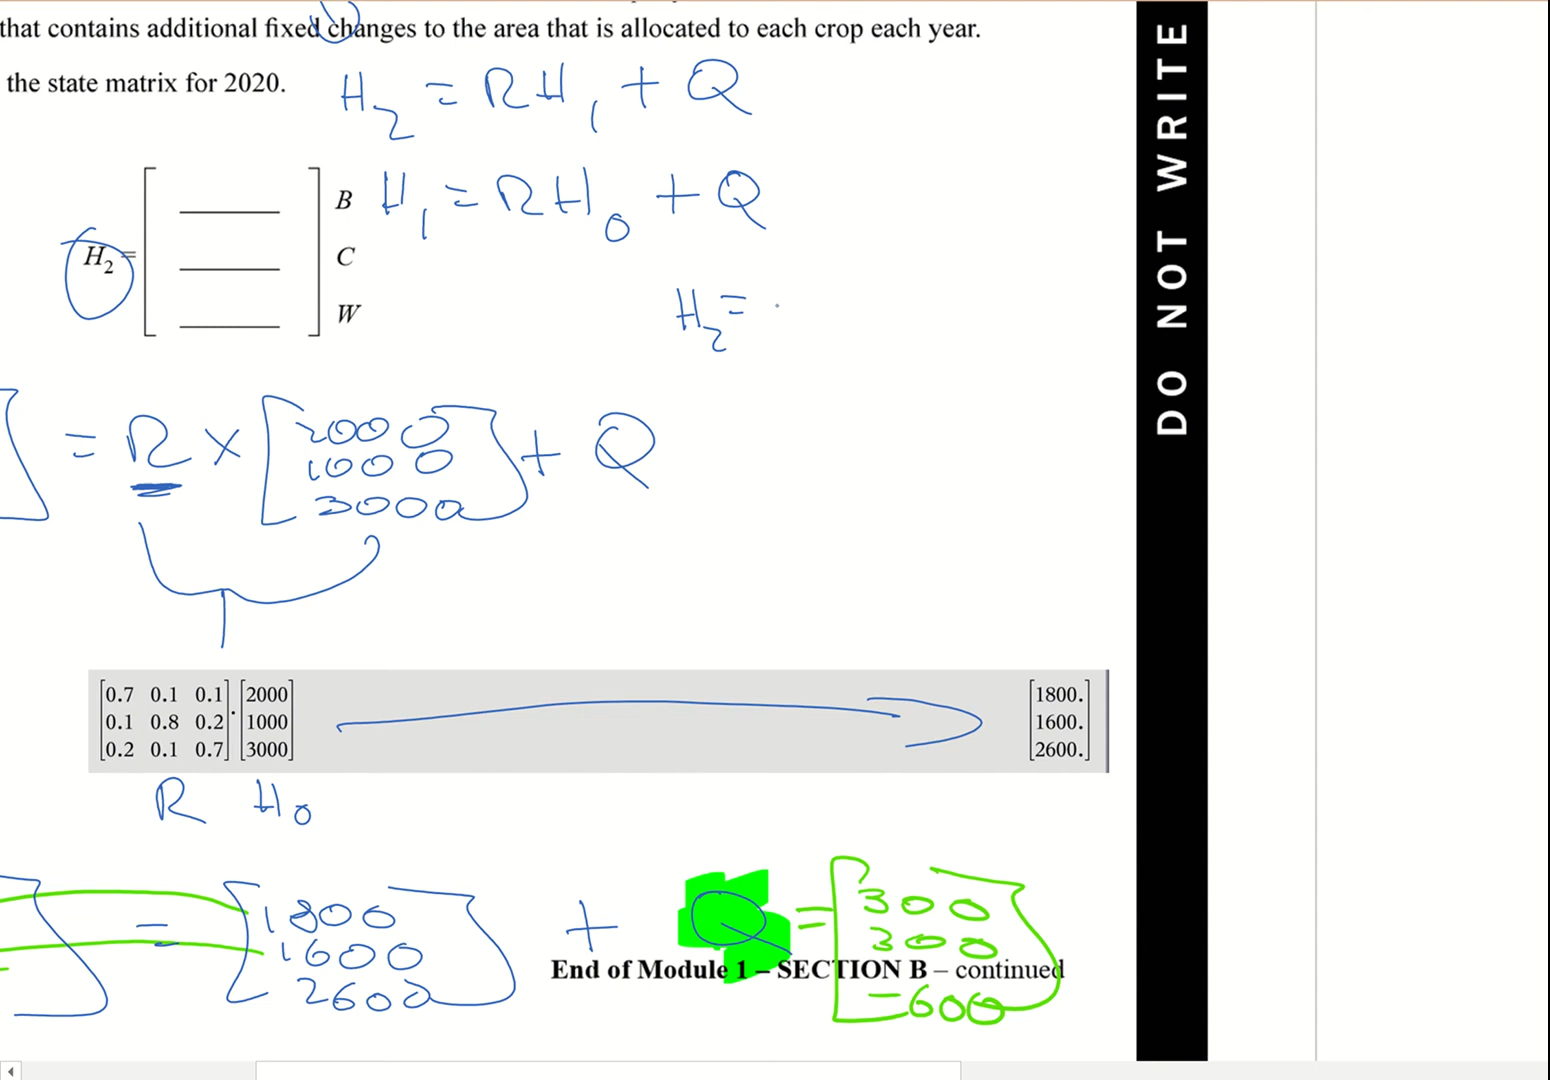 that contains additional fixed changes to the area that is allocated to each crop each year.
the state matrix for 2020.
H₂ = RH₁ + Q
H₁ = RH₀ + Q
H₂ =
B
C
W
H₂ =
= R × [2000
1000
3000] + Q
[0.7 0.1 0.1
0.1 0.8 0.2
0.2 0.1 0.7] · [2000
1000
3000]
[1800.
1600.
2600.]
R H₀
= [1800
1600
2600] + Q = [300
300
-600]
End of Module 1 – SECTION B – continued
DO NOT WRITE